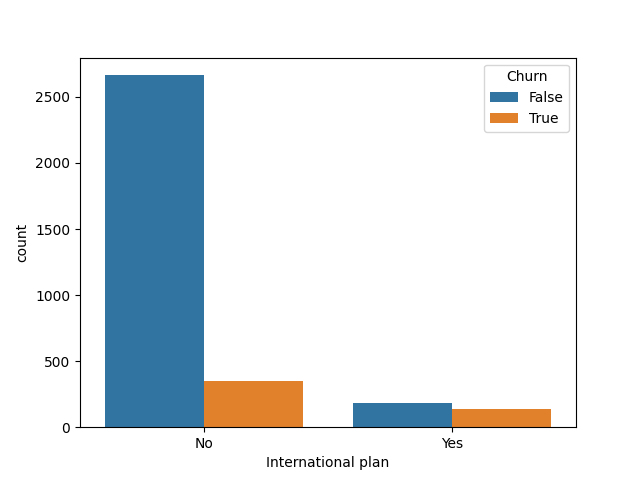 Churn
False
True
2500
2000
1500
1000
500
0
count
No
Yes
International plan